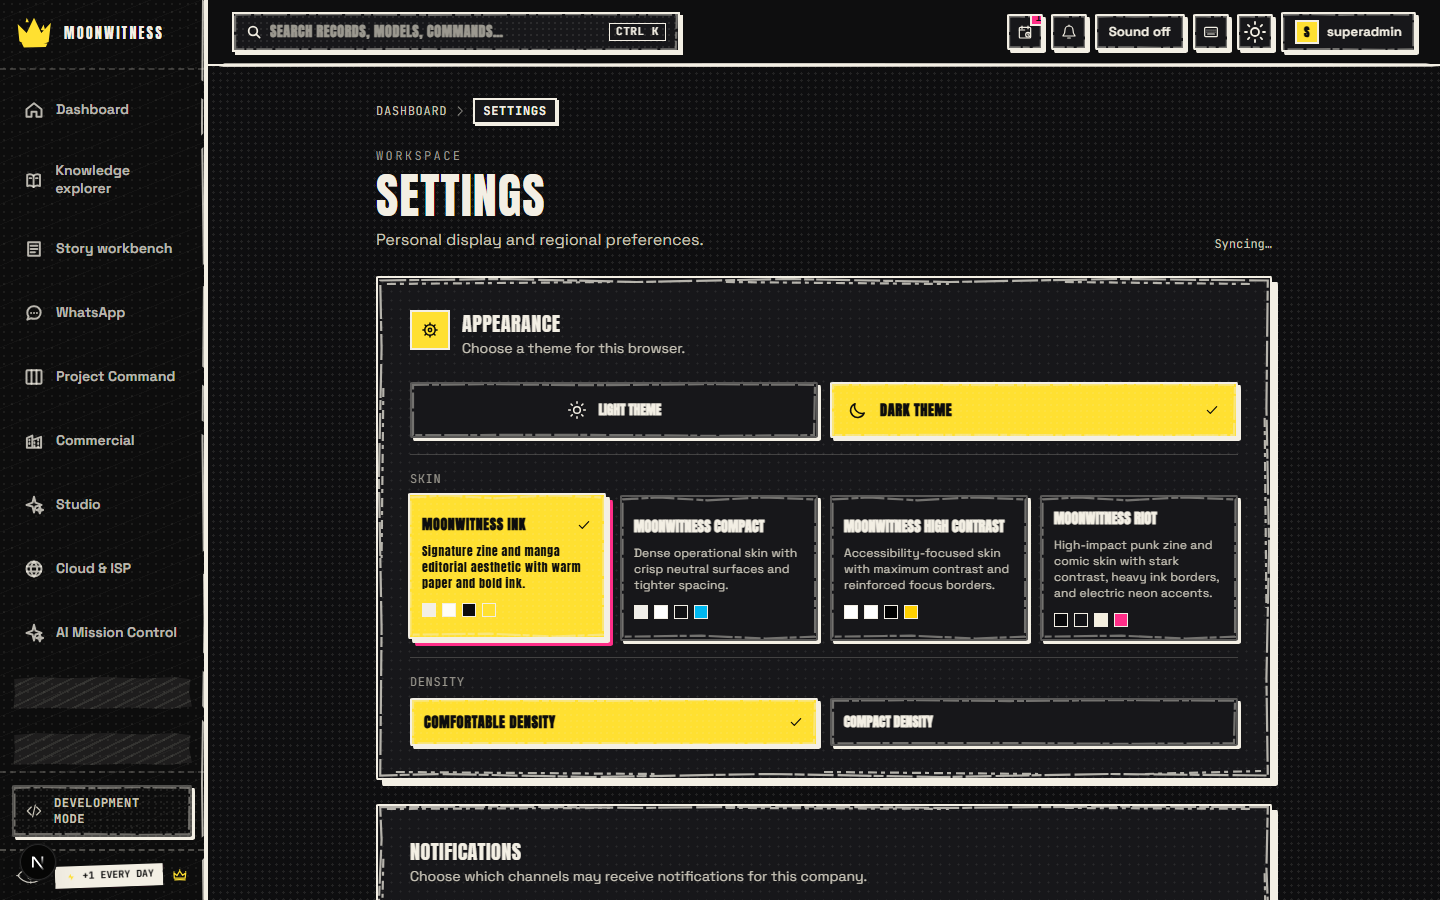 MOONWITNESS
SEARCH RECORDS, MODELS, COMMANDS...
CTRL K
Sound off
S
superadmin
Dashboard
Knowledge
explorer
Story workbench
WhatsApp
Project Command
Commercial
Studio
Cloud & ISP
AI Mission Control
DEVELOPMENT
MODE
N
+1 EVERY DAY
DASHBOARD
SETTINGS
WORKSPACE
SETTINGS
Personal display and regional preferences.
Syncing…
APPEARANCE
Choose a theme for this browser.
LIGHT THEME
DARK THEME
SKIN
MOONWITNESS INK
Signature zine and manga
editorial aesthetic with warm
paper and bold ink.
MOONWITNESS COMPACT
Dense operational skin with
crisp neutral surfaces and
tighter spacing.
MOONWITNESS HIGH CONTRAST
Accessibility-focused skin
with maximum contrast and
reinforced focus borders.
MOONWITNESS RIOT
High-impact punk zine and
comic skin with stark
contrast, heavy ink borders,
and electric neon accents.
DENSITY
COMFORTABLE DENSITY
COMPACT DENSITY
NOTIFICATIONS
Choose which channels may receive notifications for this company.